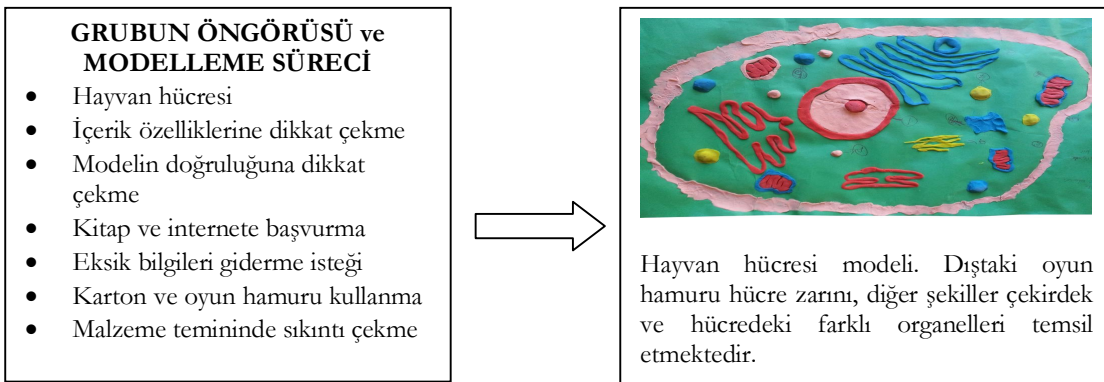 GRUBUN ÖNGÖRÜSÜ ve
MODELLEME SÜRECİ
• Hayvan hücresi
• İçerik özelliklerine dikkat çekme
• Modelin doğruluğuna dikkat
çekme
• Kitap ve internete başvurma
• Eksik bilgileri giderme isteği
• Karton ve oyun hamuru kullanma
• Malzeme temininde sıkıntı çekme
Hayvan hücresi modeli. Dıştaki oyun
hamuru hücre zarını, diğer şekiller çekirdek
ve hücredeki farklı organelleri temsil
etmektedir.